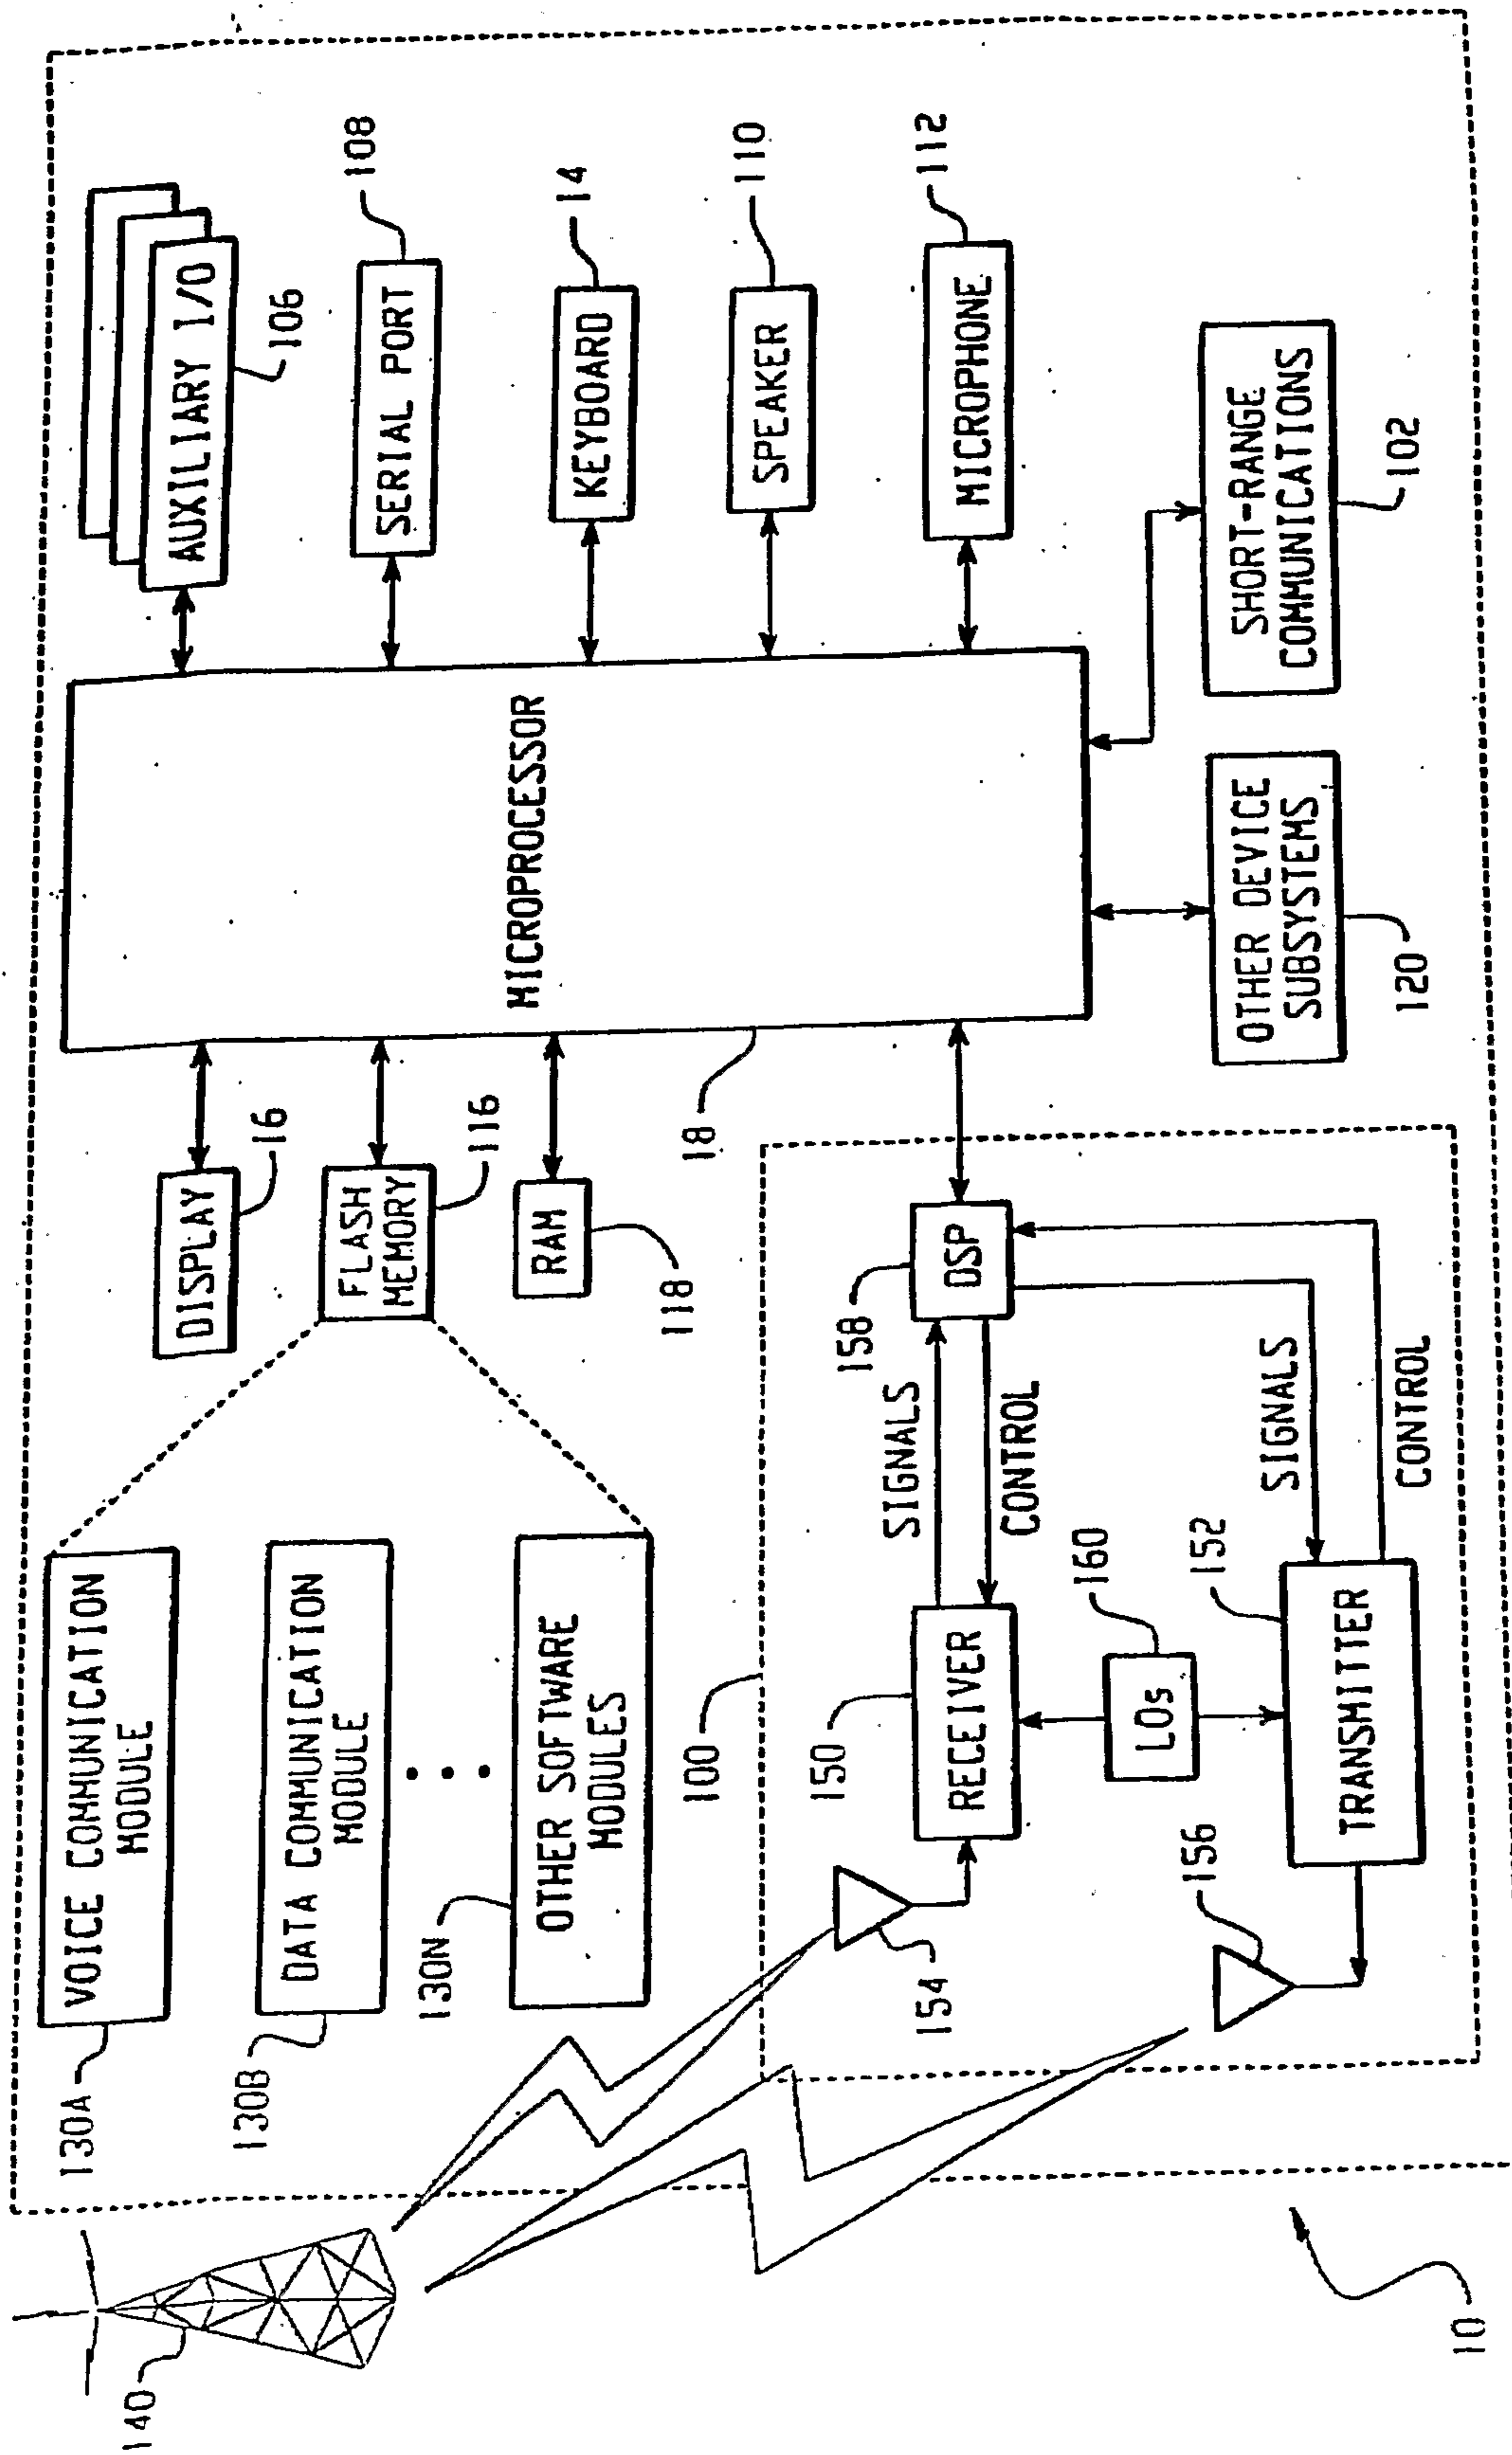 140
130A
VOICE COMMUNICATION
MODULE
130B
DATA COMMUNICATION
MODULE
130N
OTHER SOFTWARE
MODULES
DISPLAY
16
FLASH
MEMORY
116
RAM
118
MICROPROCESSOR
18
AUXILIARY I/O
106
SERIAL PORT
108
KEYBOARD
14
SPEAKER
110
MICROPHONE
112
100
150
RECEIVER
154
SIGNALS
CONTROL
158
DSP
160
LOs
156
152
TRANSMITTER
SIGNALS
CONTROL
OTHER DEVICE
SUBSYSTEMS
120
SHORT-RANGE
COMMUNICATIONS
102
10